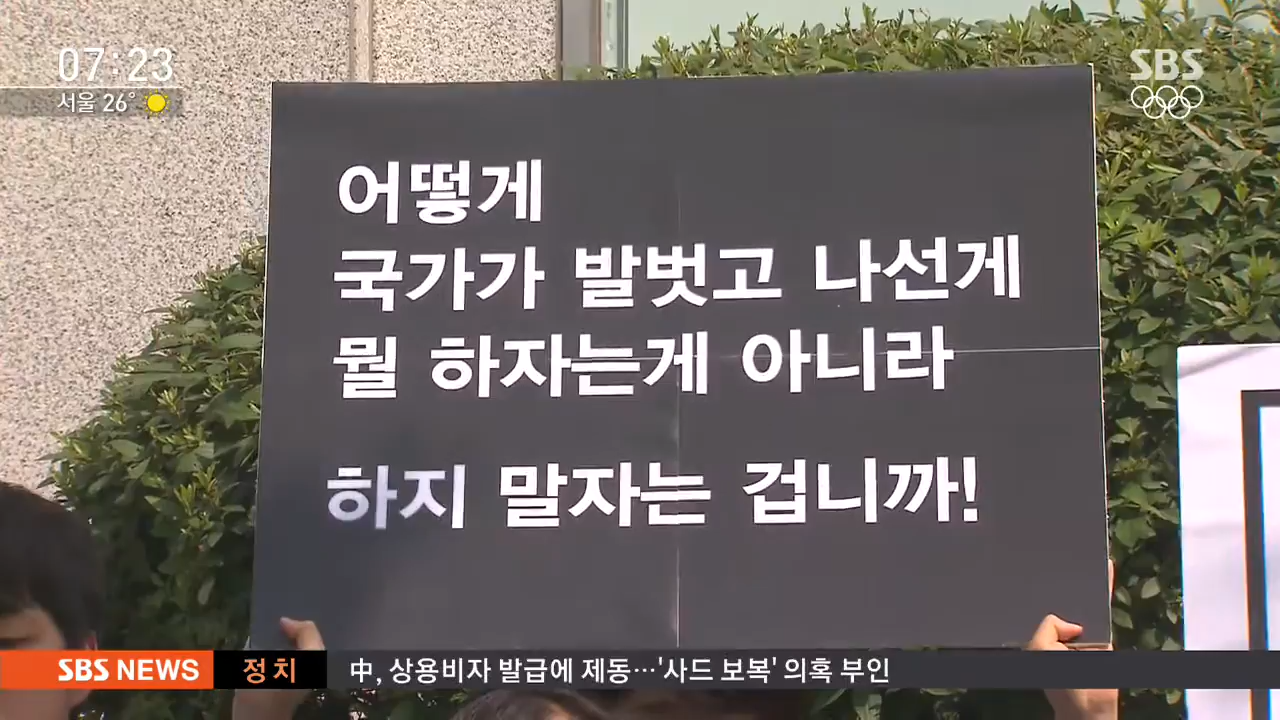 07:23
서울 26°
SBS
어떻게
국가가 발벗고 나선게
뭘 하자는게 아니라
하지 말자는 겁니까!
SBS NEWS 정치 中, 상용비자 발급에 제동…'사드 보복' 의혹 부인